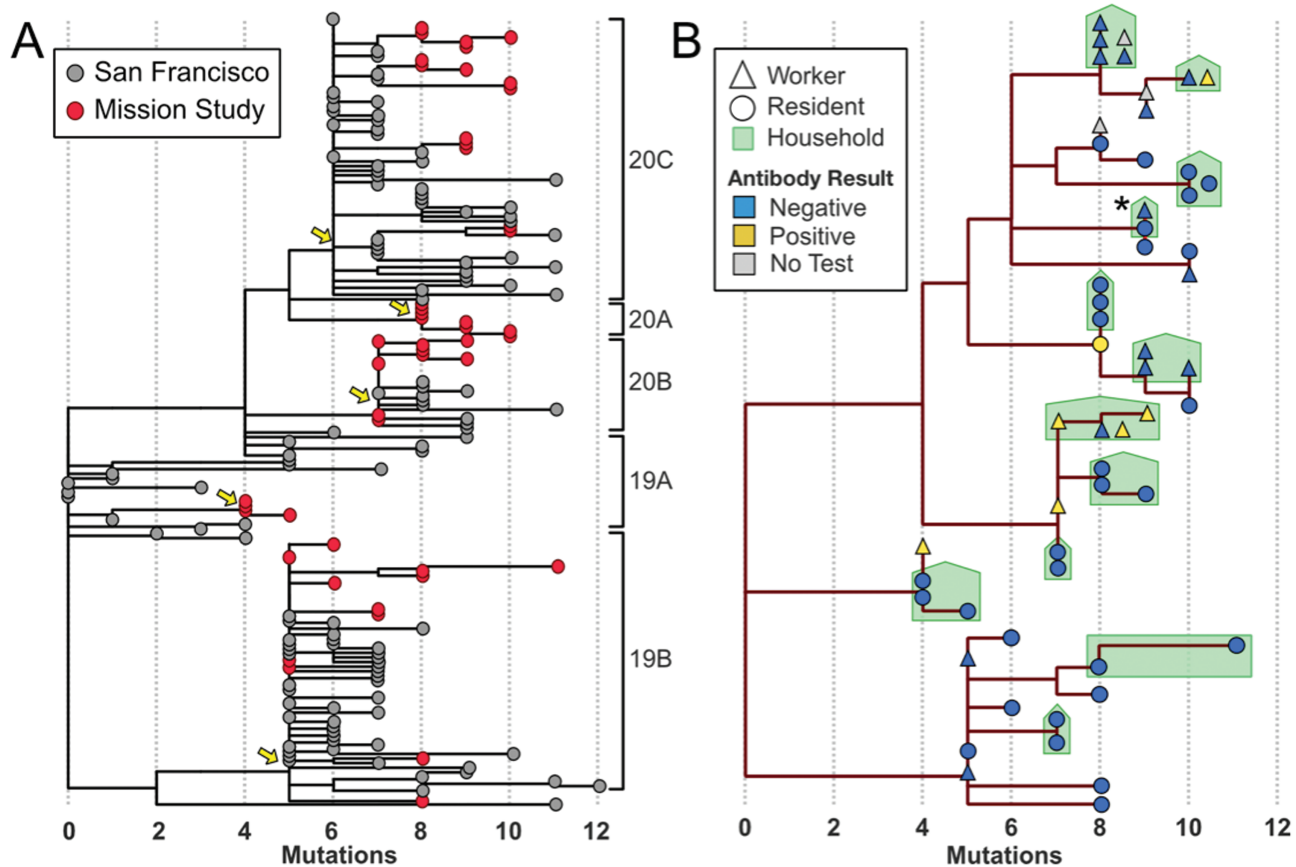 A
San Francisco
Mission Study
20C
20A
20B
19A
19B
0 2 4 6 8 10 12
Mutations
B
Worker
Resident
Household
Antibody Result
Negative
Positive
No Test
*
0 2 4 6 8 10 12
Mutations